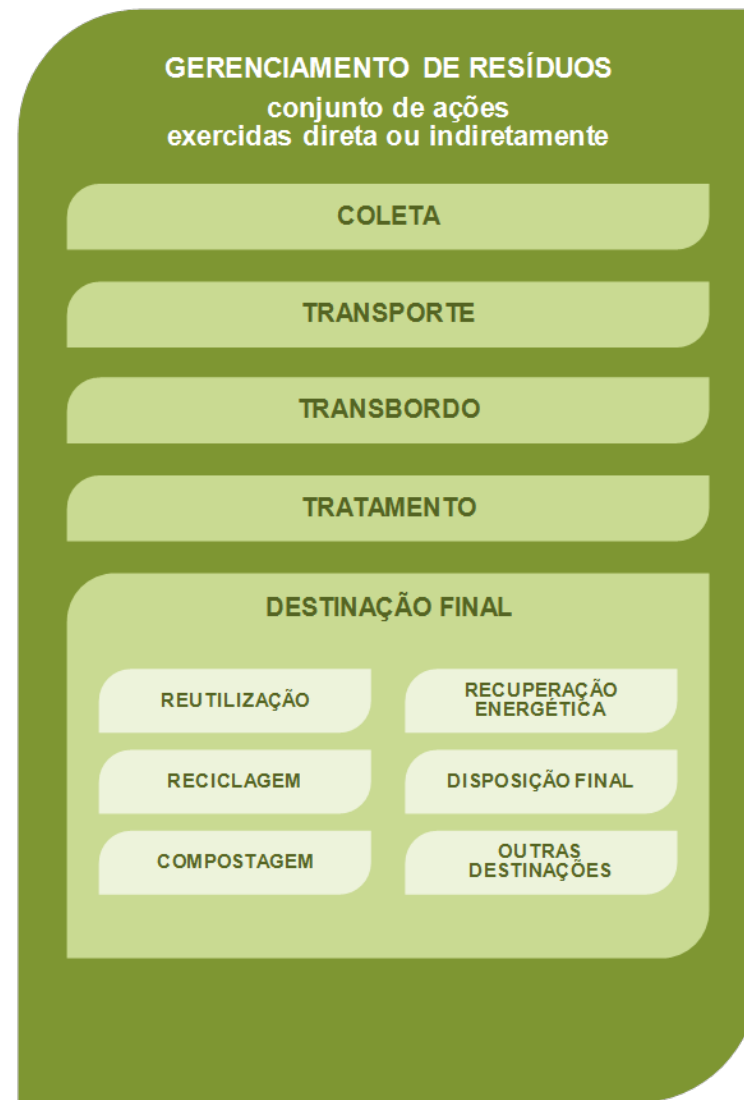 GERENCIAMENTO DE RESÍDUOS
conjunto de ações
exercidas direta ou indiretamente
COLETA
TRANSPORTE
TRANSBORDO
TRATAMENTO
DESTINAÇÃO FINAL
REUTILIZAÇÃO
RECUPERAÇÃO
ENERGÉTICA
RECICLAGEM
DISPOSIÇÃO FINAL
COMPOSTAGEM
OUTRAS
DESTINAÇÕES